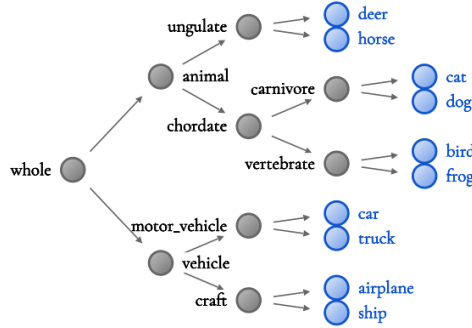 deer
ungulate
horse
animal
cat
carnivore
dog
chordate
bird
vertebrate
frog
whole
car
motor_vehicle
truck
vehicle
airplane
craft
ship